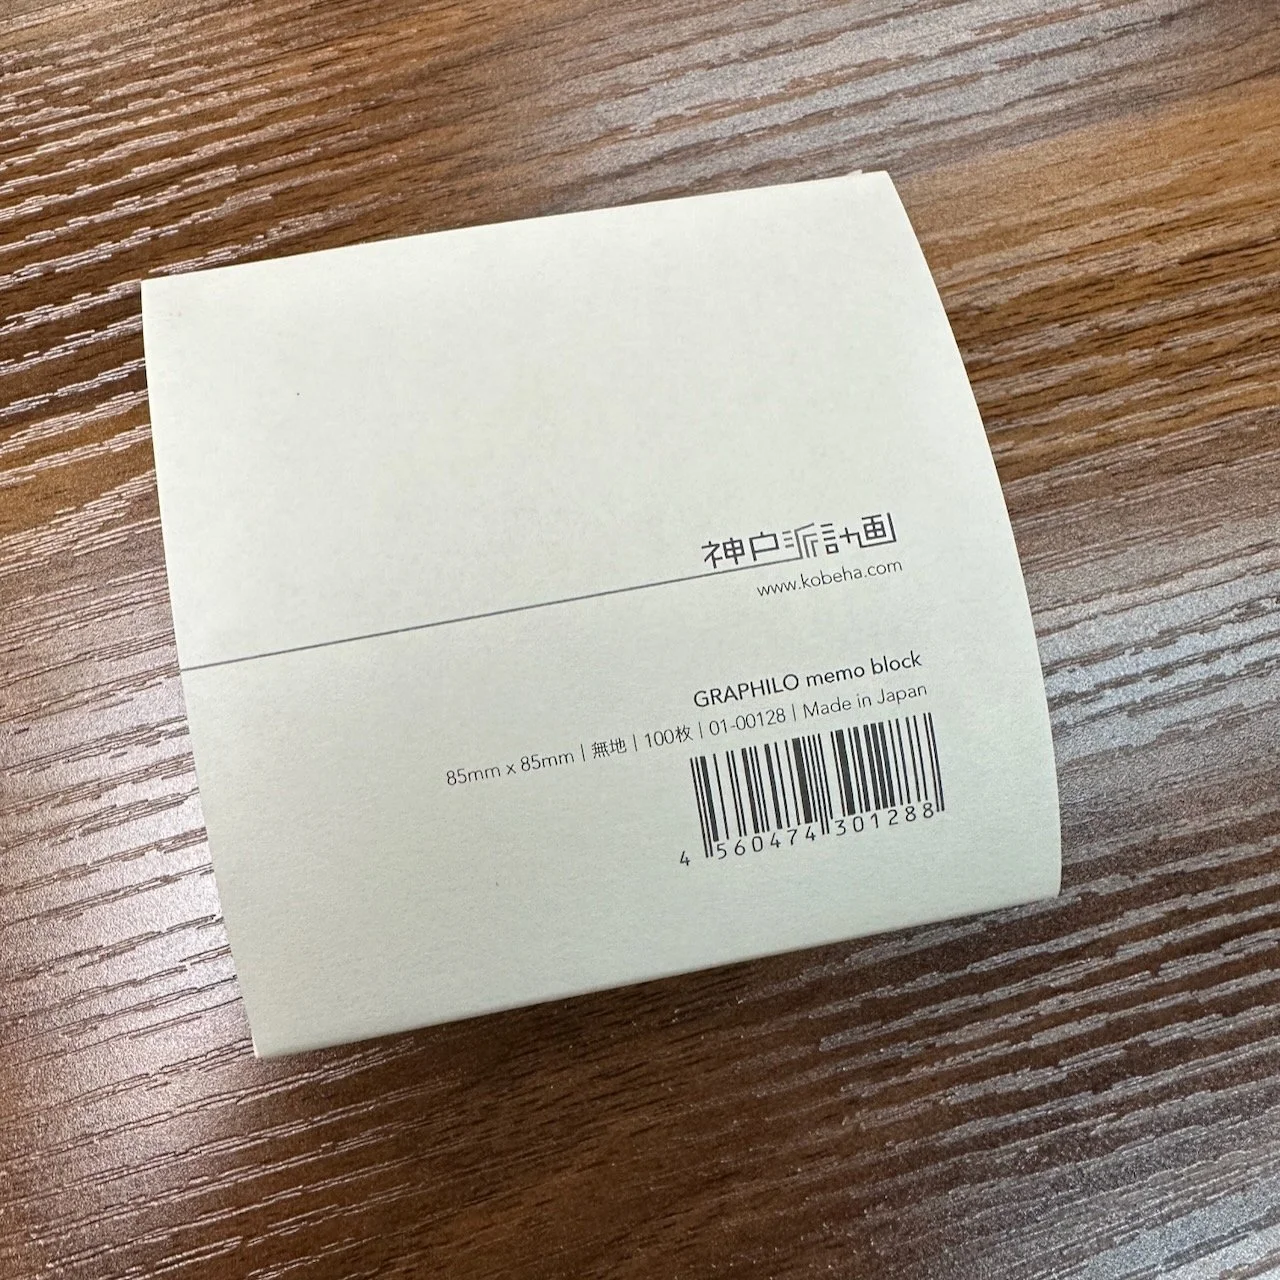 神戸派計画
www.kobeha.com
GRAPHILO memo block
85mm x 85mm | 無地 | 100枚 | 01-00128 | Made in Japan
4 560474 301288